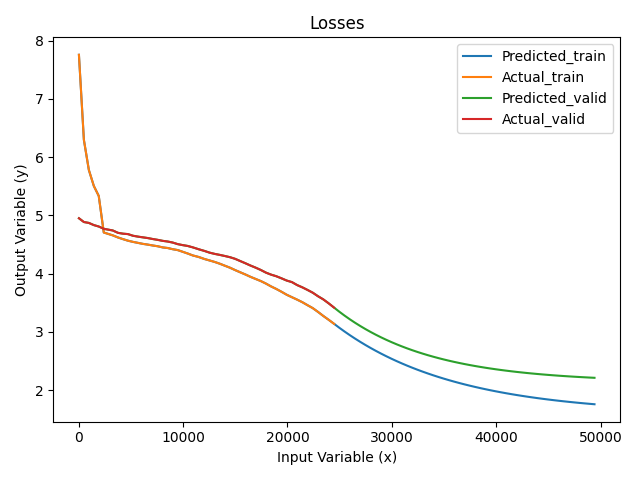 Losses
8
7
6
5
4
3
2
Output Variable (y)
Predicted_train
Actual_train
Predicted_valid
Actual_valid
0
10000
20000
30000
40000
50000
Input Variable (x)